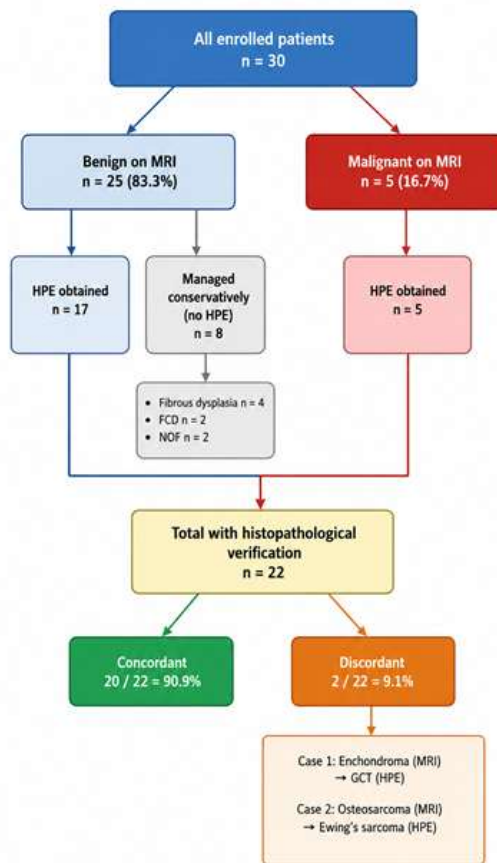 All enrolled patients
n = 30
Benign on MRI
n = 25 (83.3%)
Malignant on MRI
n = 5 (16.7%)
HPE obtained
n = 17
Managed
conservatively
(no HPE)
n = 8
HPE obtained
n = 5
• Fibrous dysplasia n = 4
• FCD n = 2
• NOF n = 2
Total with histopathological
verification
n = 22
Concordant
20 / 22 = 90.9%
Discordant
2 / 22 = 9.1%
Case 1: Enchondroma (MRI)
→ GCT (HPE)
Case 2: Osteosarcoma (MRI)
→ Ewing's sarcoma (HPE)